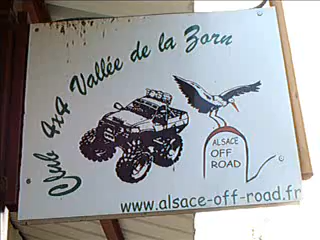 Club 4x4 Vallée de la Zorn
ALSACE
OFF
ROAD
www.alsace-off-road.fr